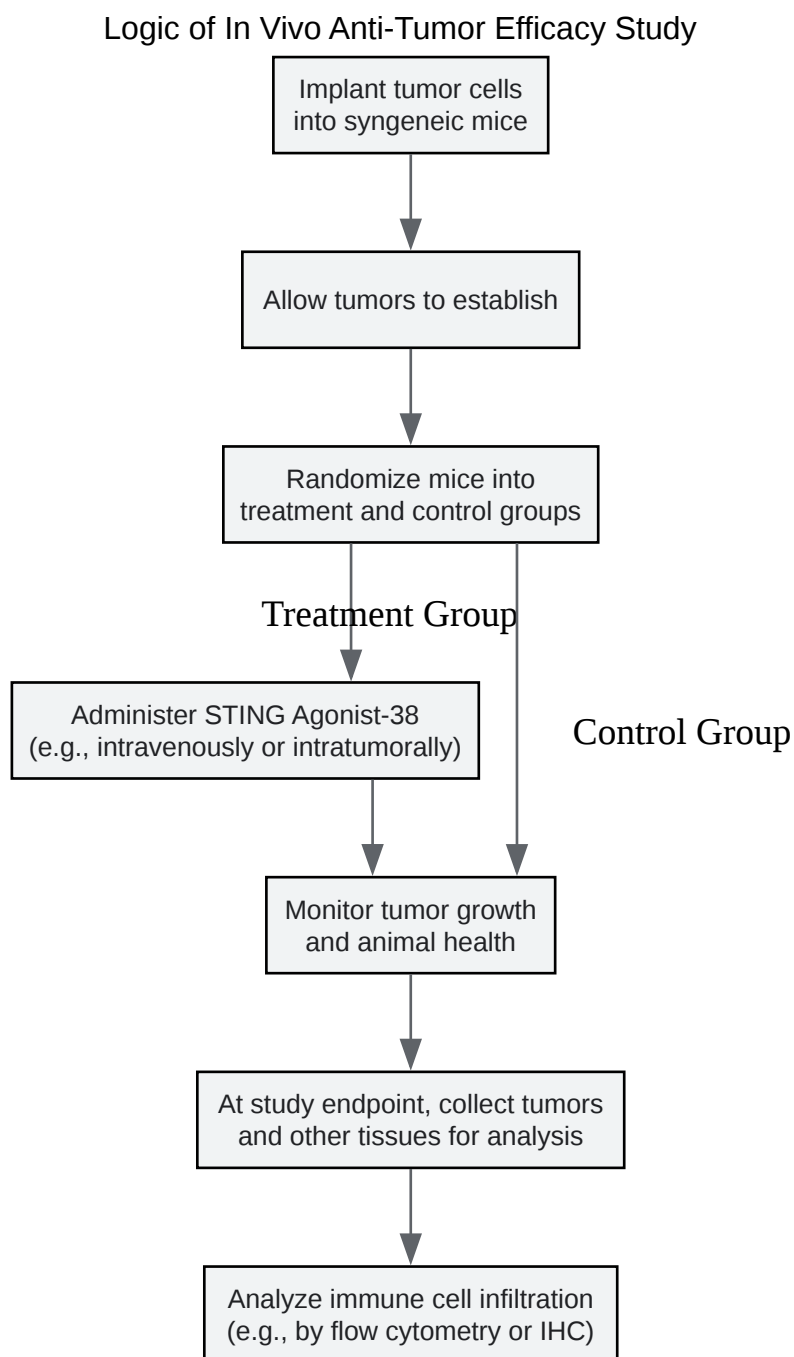 Logic of In Vivo Anti-Tumor Efficacy Study
Implant tumor cells
into syngeneic mice
Allow tumors to establish
Randomize mice into
treatment and control groups
Treatment Group
Administer STING Agonist-38
(e.g., intravenously or intratumorally)
Control Group
Monitor tumor growth
and animal health
At study endpoint, collect tumors
and other tissues for analysis
Analyze immune cell infiltration
(e.g., by flow cytometry or IHC)